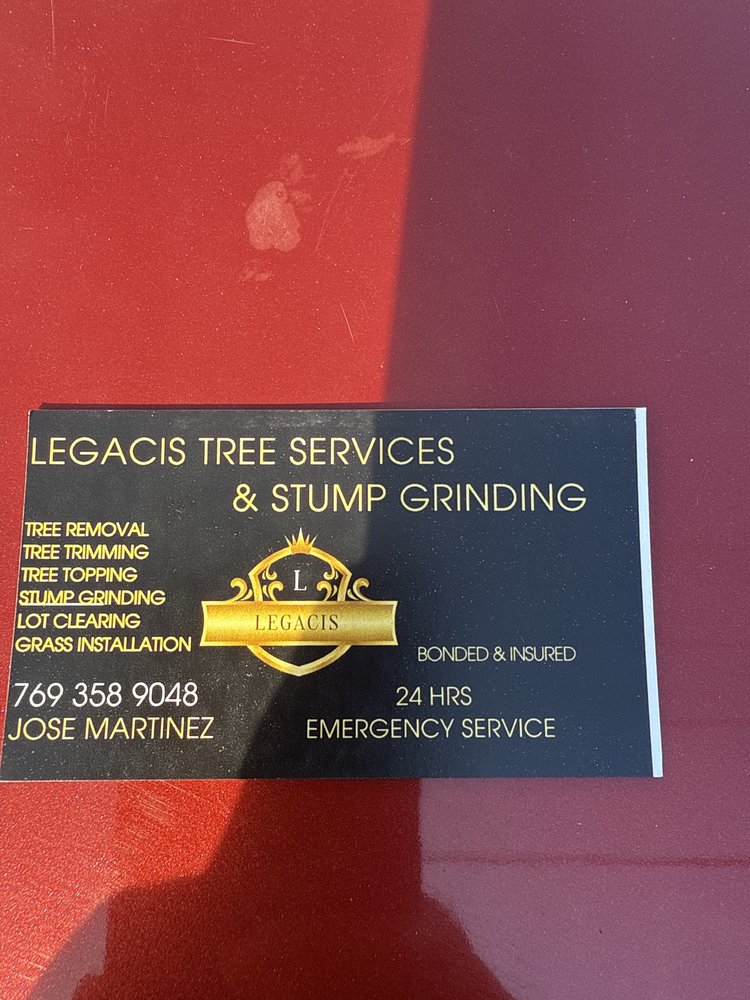 LEGACIS TREE SERVICES
& STUMP GRINDING
TREE REMOVAL
TREE TRIMMING
TREE TOPPING
STUMP GRINDING
LOT CLEARING
GRASS INSTALLATION
L
LEGACIS
BONDED & INSURED
769 358 9048
JOSE MARTINEZ
24 HRS
EMERGENCY SERVICE